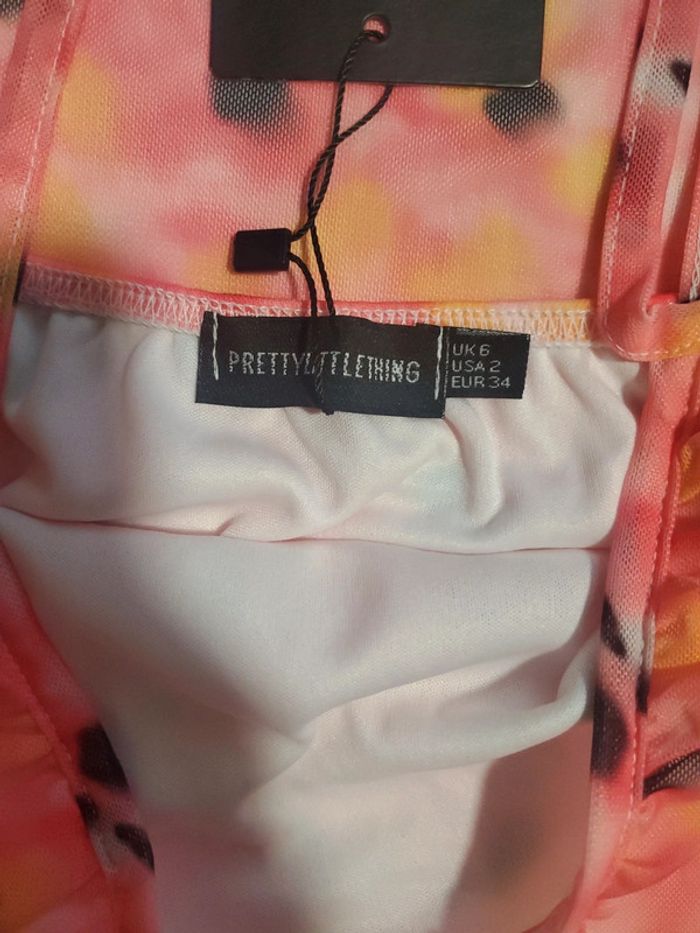 PRETTYLITTLETHING
UK 6
USA 2
EUR 34